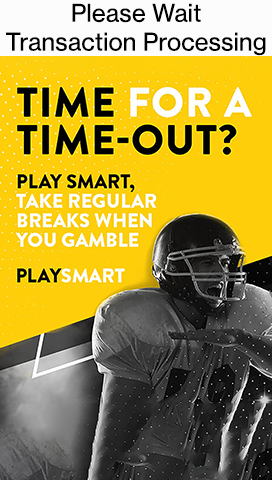 Please Wait
Transaction Processing
TIME FOR A
TIME-OUT?
PLAY SMART,
TAKE REGULAR
BREAKS WHEN
YOU GAMBLE
PLAYSMART